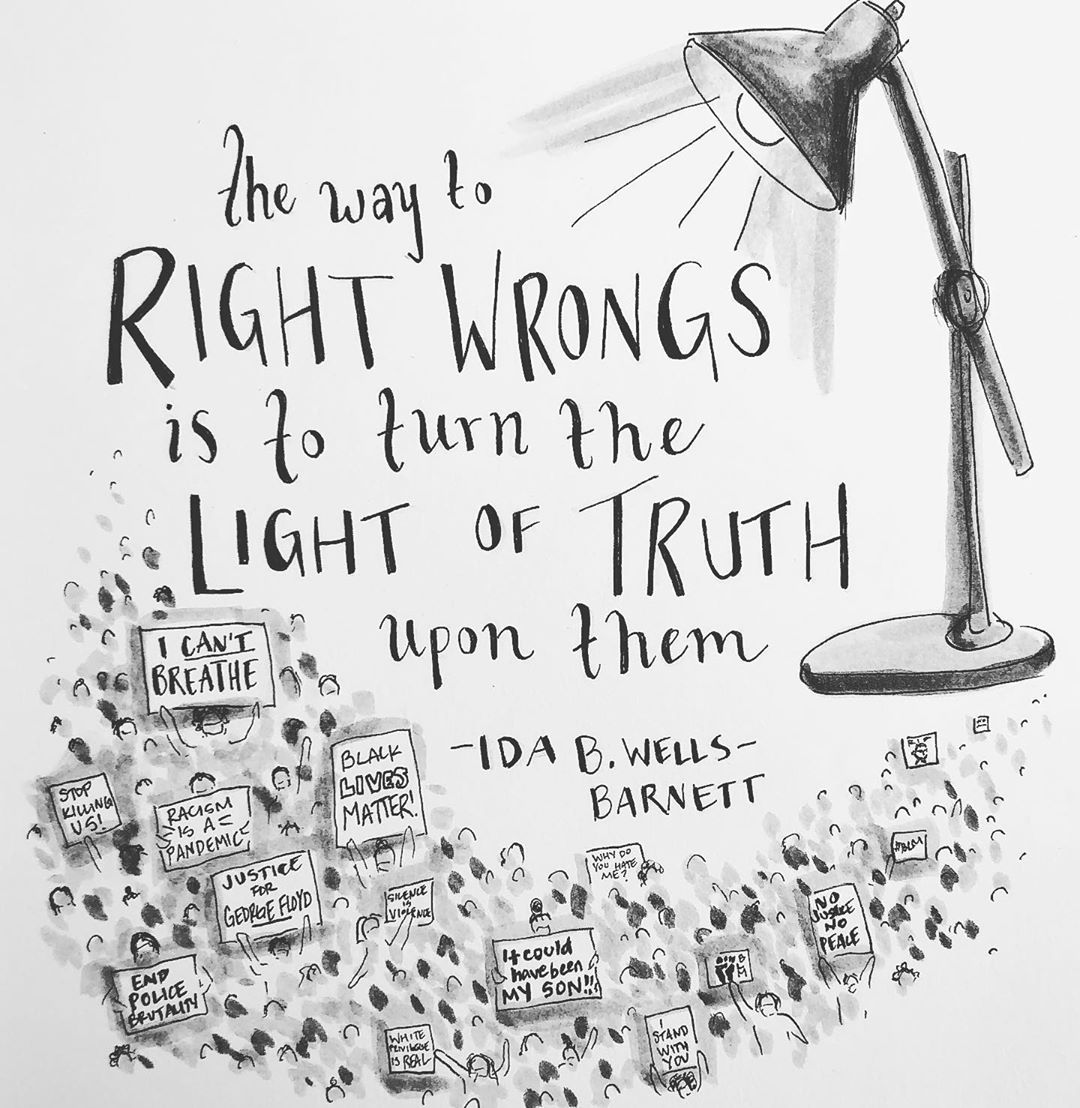 the way to
RIGHT WRONGS
is to turn the
LIGHT OF TRUTH
upon them
-IDA B. WELLS-
BARNETT
I CAN'T
BREATHE
STOP
KILLING
US!
RACISM
IS A
PANDEMIC
BLACK
LIVES
MATTER!
JUSTICE
FOR
GEORGE FLOYD
SILENCE
IS
VIOLENCE
END
POLICE
BRUTALITY
WHITE
PRIVILEGE
IS REAL
It could
have been
MY SON!!
WHY DO
YOU HATE
ME?
STAND
WITH
YOU
NO
JUSTICE
NO
PEACE
#BLM